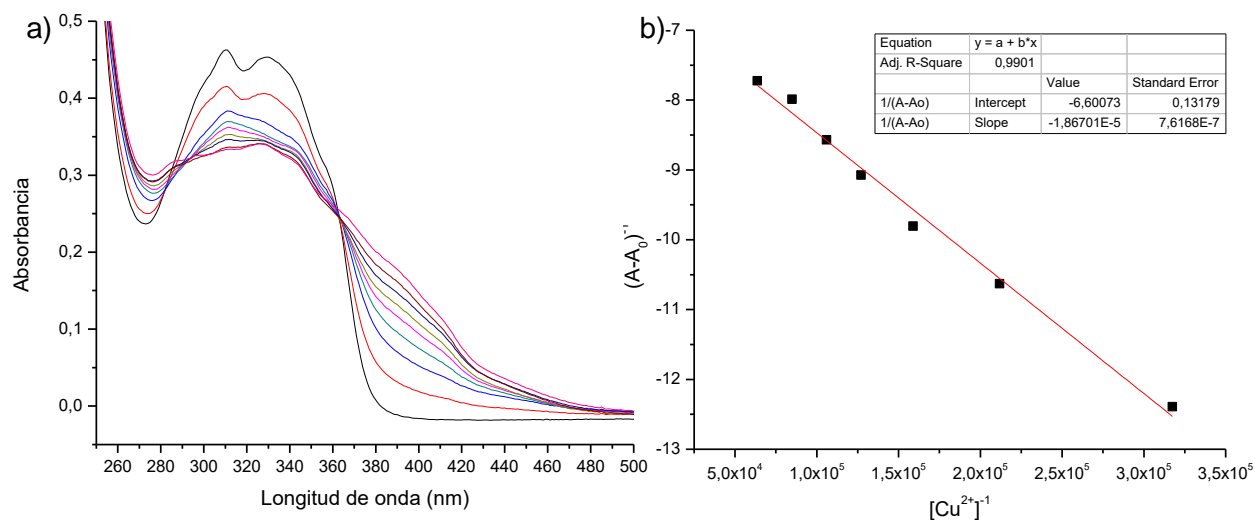 a)
0,5
0,4
0,3
0,2
0,1
0,0
Absorbancia
260 280 300 320 340 360 380 400 420 440 460 480 500
Longitud de onda (nm)
b)
-7
-8
-9
-10
-11
-12
-13
(A-A₀)⁻¹
Equation y = a + b*x
Adj. R-Square 0,9901
Value Standard Error
1/(A-Ao) Intercept -6,60073 0,13179
1/(A-Ao) Slope -1,86701E-5 7,6168E-7
5,0x10⁴ 1,0x10⁵ 1,5x10⁵ 2,0x10⁵ 2,5x10⁵ 3,0x10⁵ 3,5x10⁵
[Cu²⁺]⁻¹